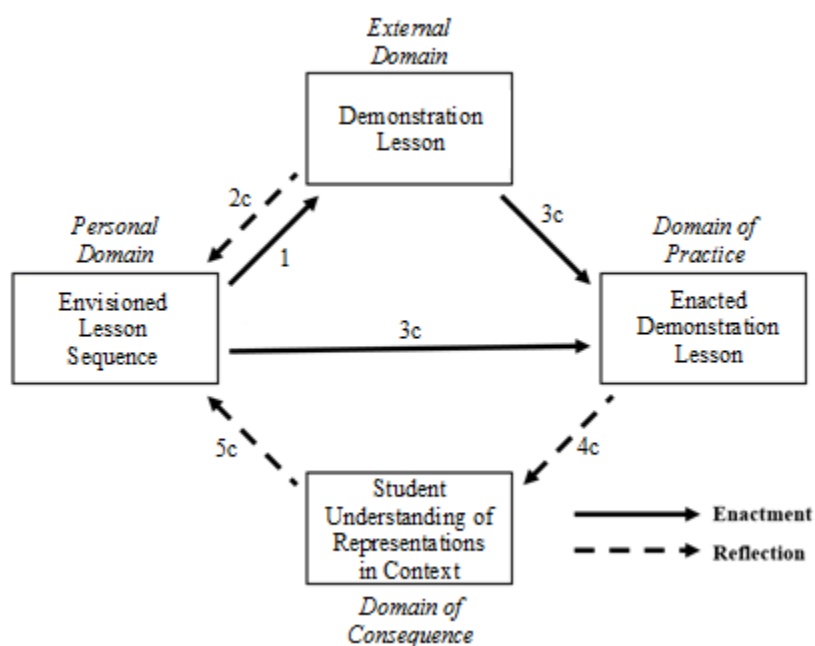 External
Domain
Demonstration
Lesson
2c
1
3c
Personal
Domain
Envisioned
Lesson
Sequence
3c
Domain of
Practice
Enacted
Demonstration
Lesson
5c
4c
Student
Understanding of
Representations
in Context
Domain of
Consequence
Enactment
Reflection